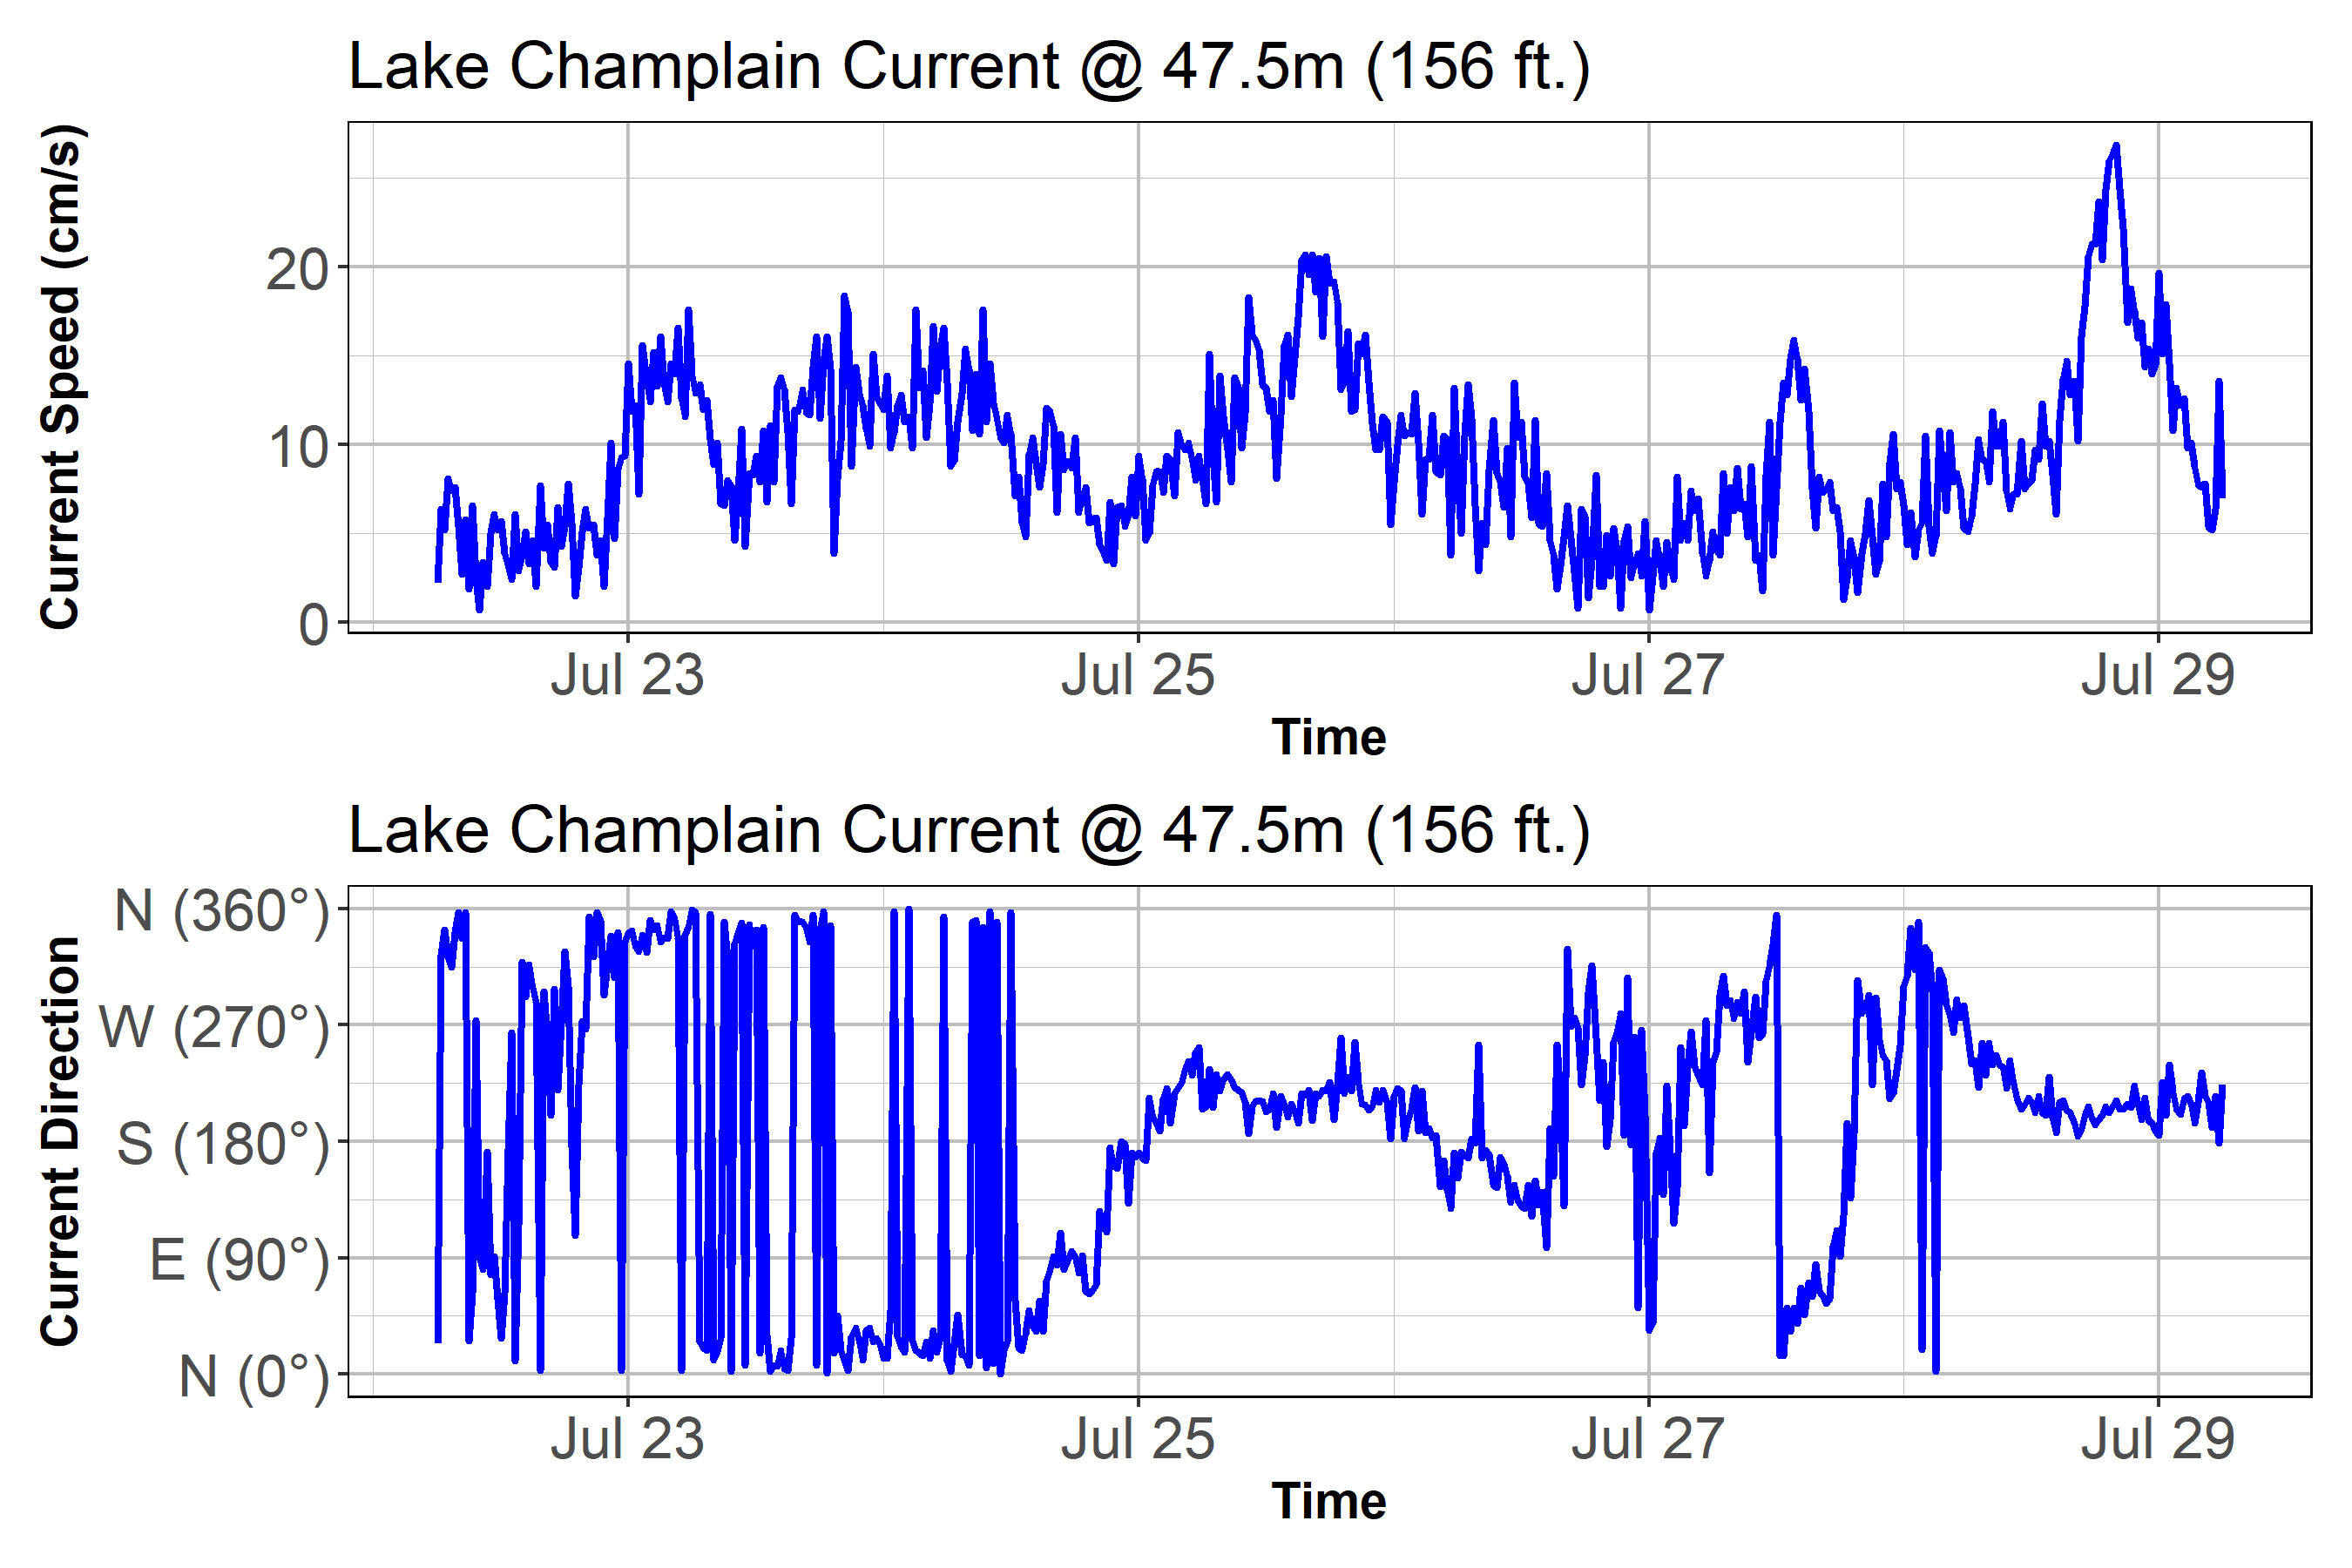 Lake Champlain Current @ 47.5m (156 ft.)
Current Speed (cm/s)
20
10
0
Jul 23 Jul 25 Jul 27 Jul 29
Time
Lake Champlain Current @ 47.5m (156 ft.)
Current Direction
N (360°)
W (270°)
S (180°)
E (90°)
N (0°)
Jul 23 Jul 25 Jul 27 Jul 29
Time